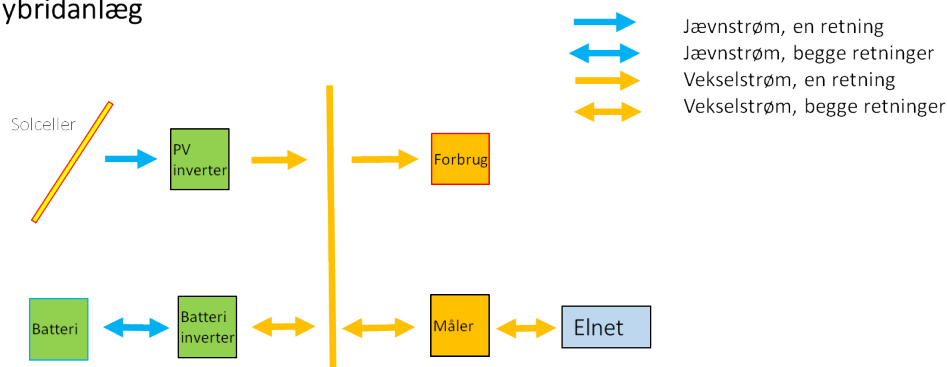 ybridanlæg
Jævnstrøm, en retning
Jævnstrøm, begge retninger
Vekselstrøm, en retning
Vekselstrøm, begge retninger
Solceller
PV
inverter
Forbrug
Batteri
Batteri
inverter
Måler
Elnet